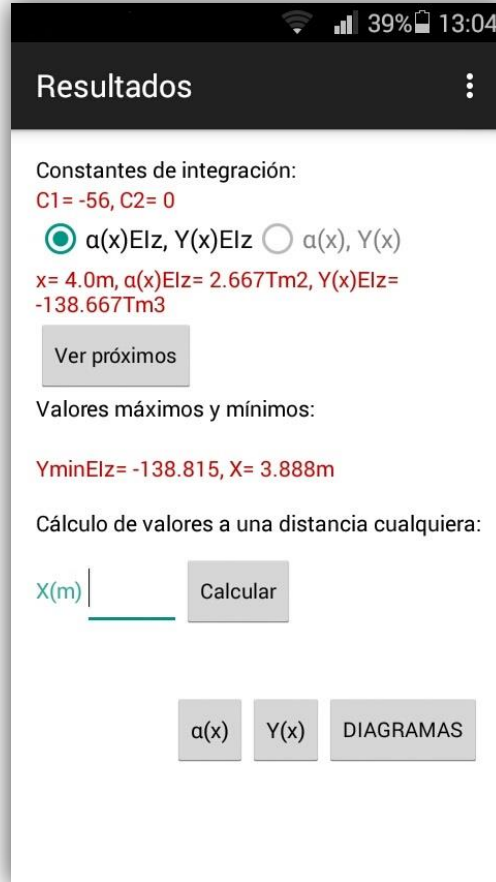 39% 13:04
Resultados
Constantes de integración:
C1= -56, C2= 0
α(x)EIz, Y(x)EIz α(x), Y(x)
x= 4.0m, α(x)EIz= 2.667Tm2, Y(x)EIz=
-138.667Tm3
Ver próximos
Valores máximos y mínimos:
YminEIz= -138.815, X= 3.888m
Cálculo de valores a una distancia cualquiera:
X(m) Calcular
α(x) Y(x) DIAGRAMAS